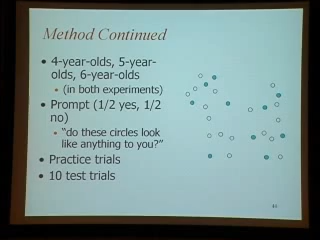 Method Continued
• 4-year-olds, 5-year-
olds, 6-year-olds
• (in both experiments)
• Prompt (1/2 yes, 1/2
no)
• "do these circles look
like anything to you?"
• Practice trials
• 10 test trials